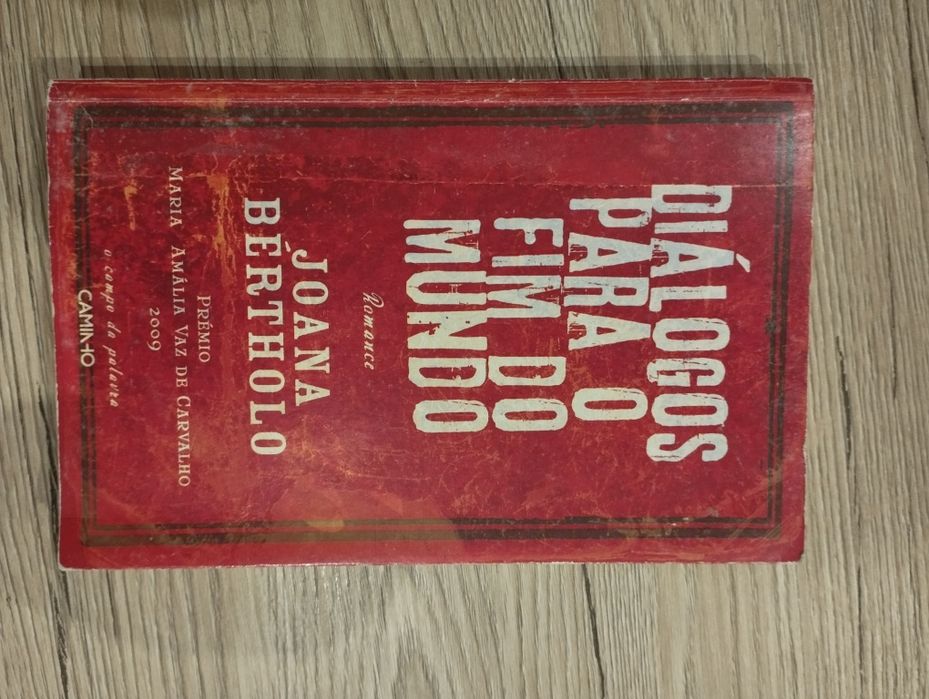 DIÁLOGOS
PARA O
FIM DO
MUNDO
Romance
JOANA
BÉRTHOLO
PRÉMIO
MARIA AMÁLIA VAZ DE CARVALHO
2009
o campo da palavra
CAMINHO